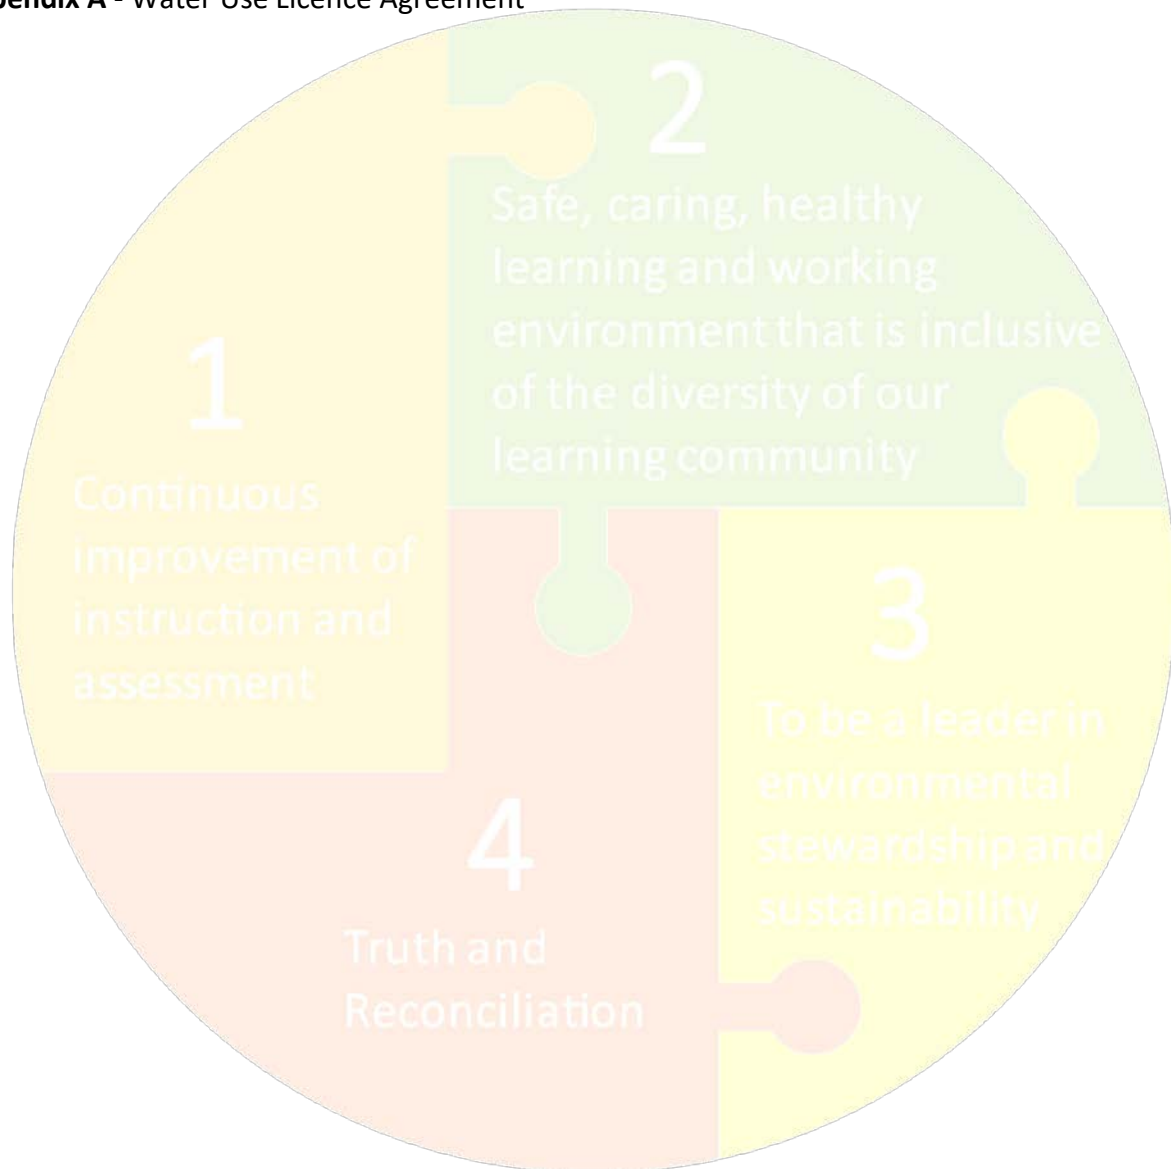 pendix A - Water Use Licence Agreement
2
Safe, caring, healthy
learning and working
environment that is inclusive
of the diversity of our
learning community
1
Continuous
improvement of
instruction and
assessment
3
To be a leader in
environmental
stewardship and
sustainability
4
Truth and
Reconciliation